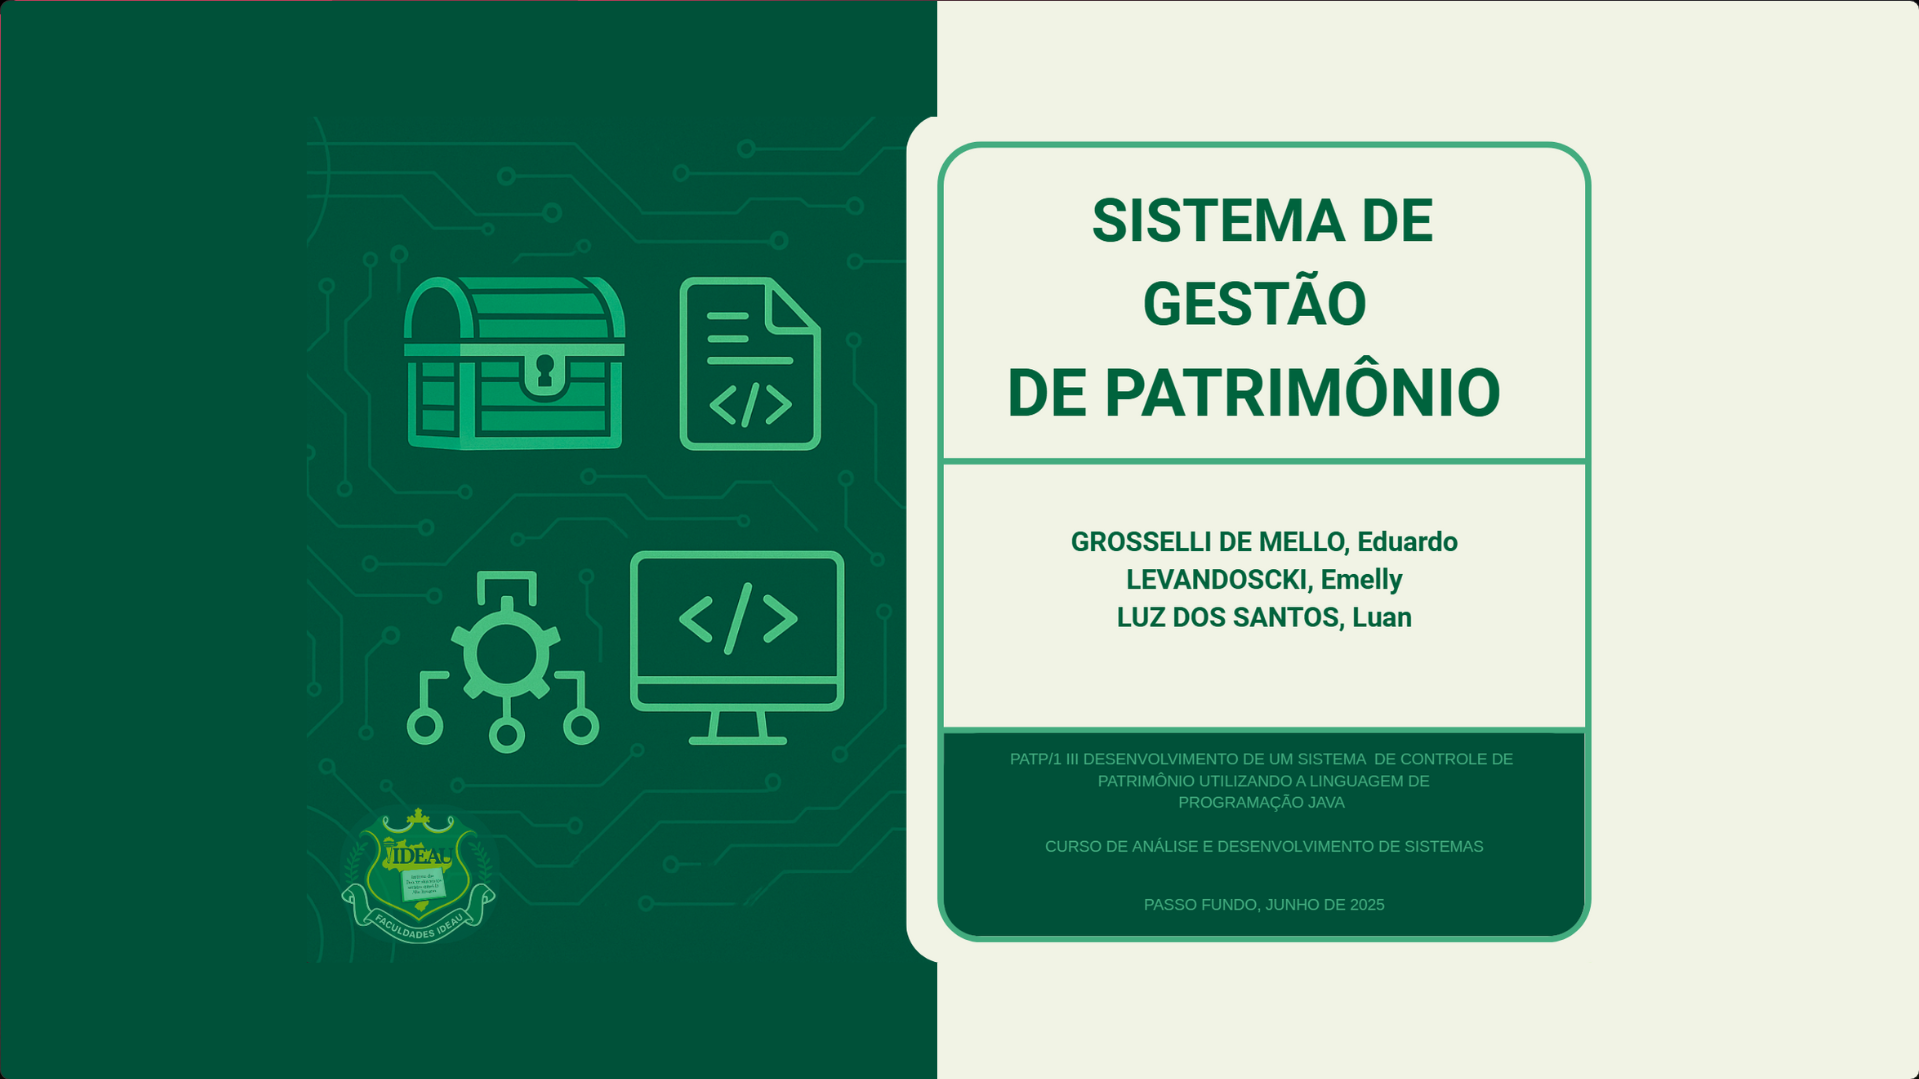 SISTEMA DE
GESTÃO
DE PATRIMÔNIO
GROSSELLI DE MELLO, Eduardo
LEVANDOSCKI, Emelly
LUZ DOS SANTOS, Luan
PATP/1 III DESENVOLVIMENTO DE UM SISTEMA DE CONTROLE DE
PATRIMÔNIO UTILIZANDO A LINGUAGEM DE
PROGRAMAÇÃO JAVA
CURSO DE ANÁLISE E DESENVOLVIMENTO DE SISTEMAS
PASSO FUNDO, JUNHO DE 2025
</> 
</>
IDEAU
FACULDADES IDEAU